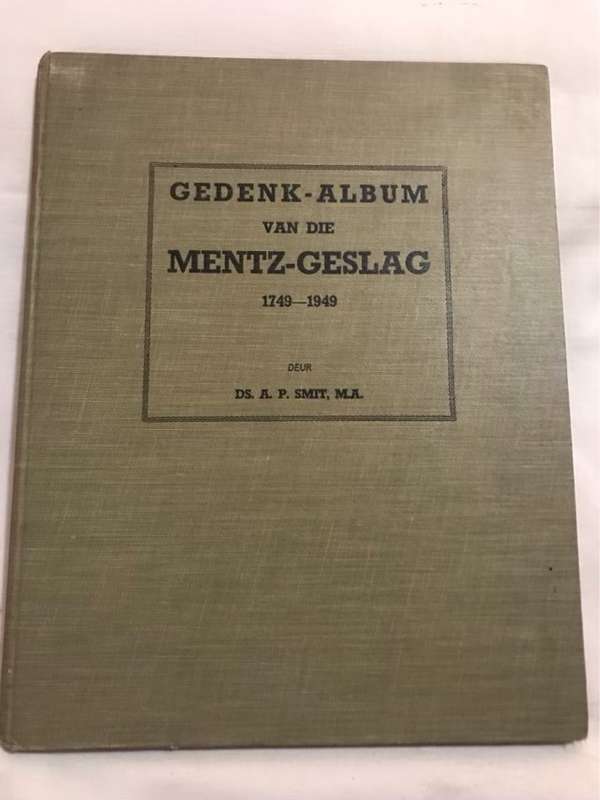 GEDENK-ALBUM
VAN DIE
MENTZ-GESLAG
1749—1949
DEUR
DS. A. P. SMIT, M.A.